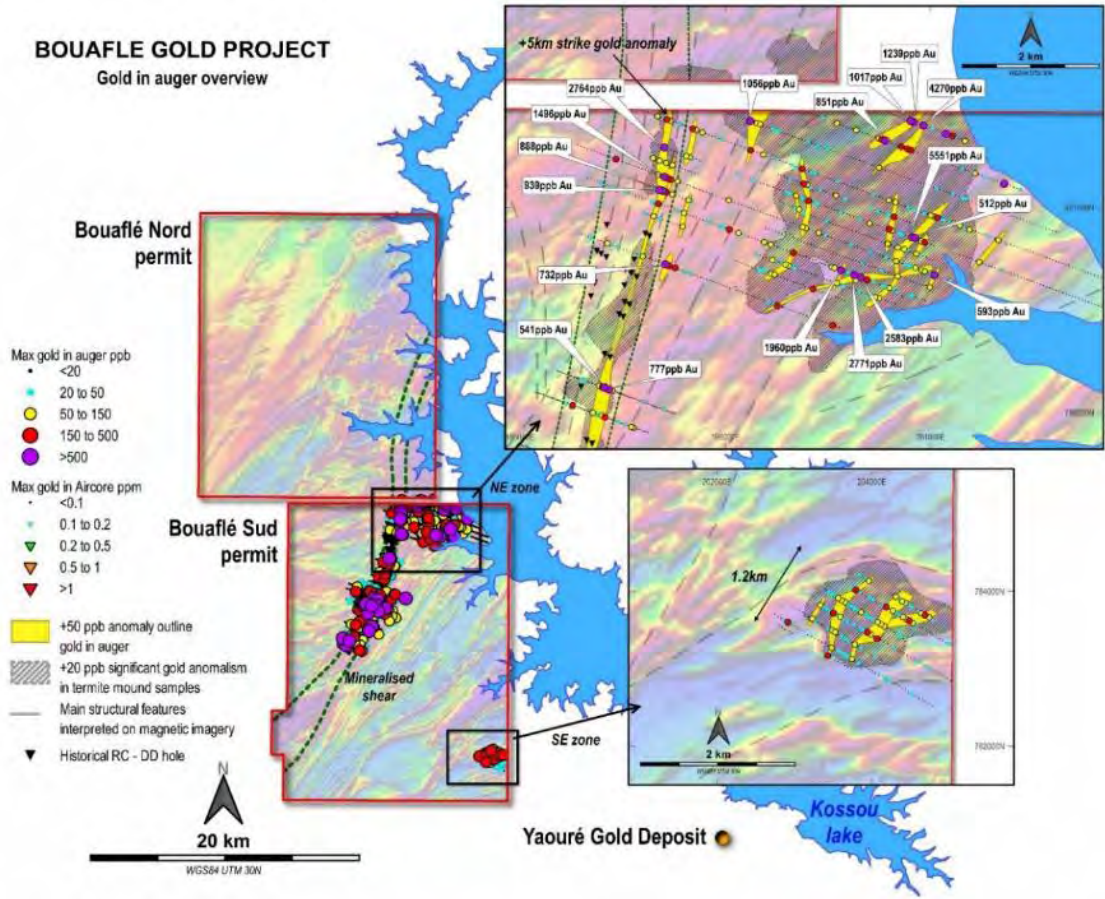 BOUAFLE GOLD PROJECT
Gold in auger overview
Bouaflé Nord
permit
Max gold in auger ppb
<20
20 to 50
50 to 150
150 to 500
>500
Max gold in Aircore ppm
<0.1
0.1 to 0.2
0.2 to 0.5
0.5 to 1
>1
+50 ppb anomaly outline
gold in auger
+20 ppb significant gold anomalism
in termite mound samples
Main structural features
interpreted on magnetic imagery
Historical RC - DD hole
20 km
WGS84 UTM 30N
Bouaflé Sud
permit
Mineralised
shear
NE zone
SE zone
+5km strike gold anomaly
2764ppb Au
1496ppb Au
839ppb Au
732ppb Au
541ppb Au
777ppb Au
1056ppb Au
851ppb Au
1017ppb Au
1239ppb Au
4270ppb Au
5551ppb Au
512ppb Au
593ppb Au
2583ppb Au
2771ppb Au
1960ppb Au
2 km
1.2km
204000E
784000N
782000N
2 km
WGS84 UTM 30N
Yaouré Gold Deposit
Kossou
lake